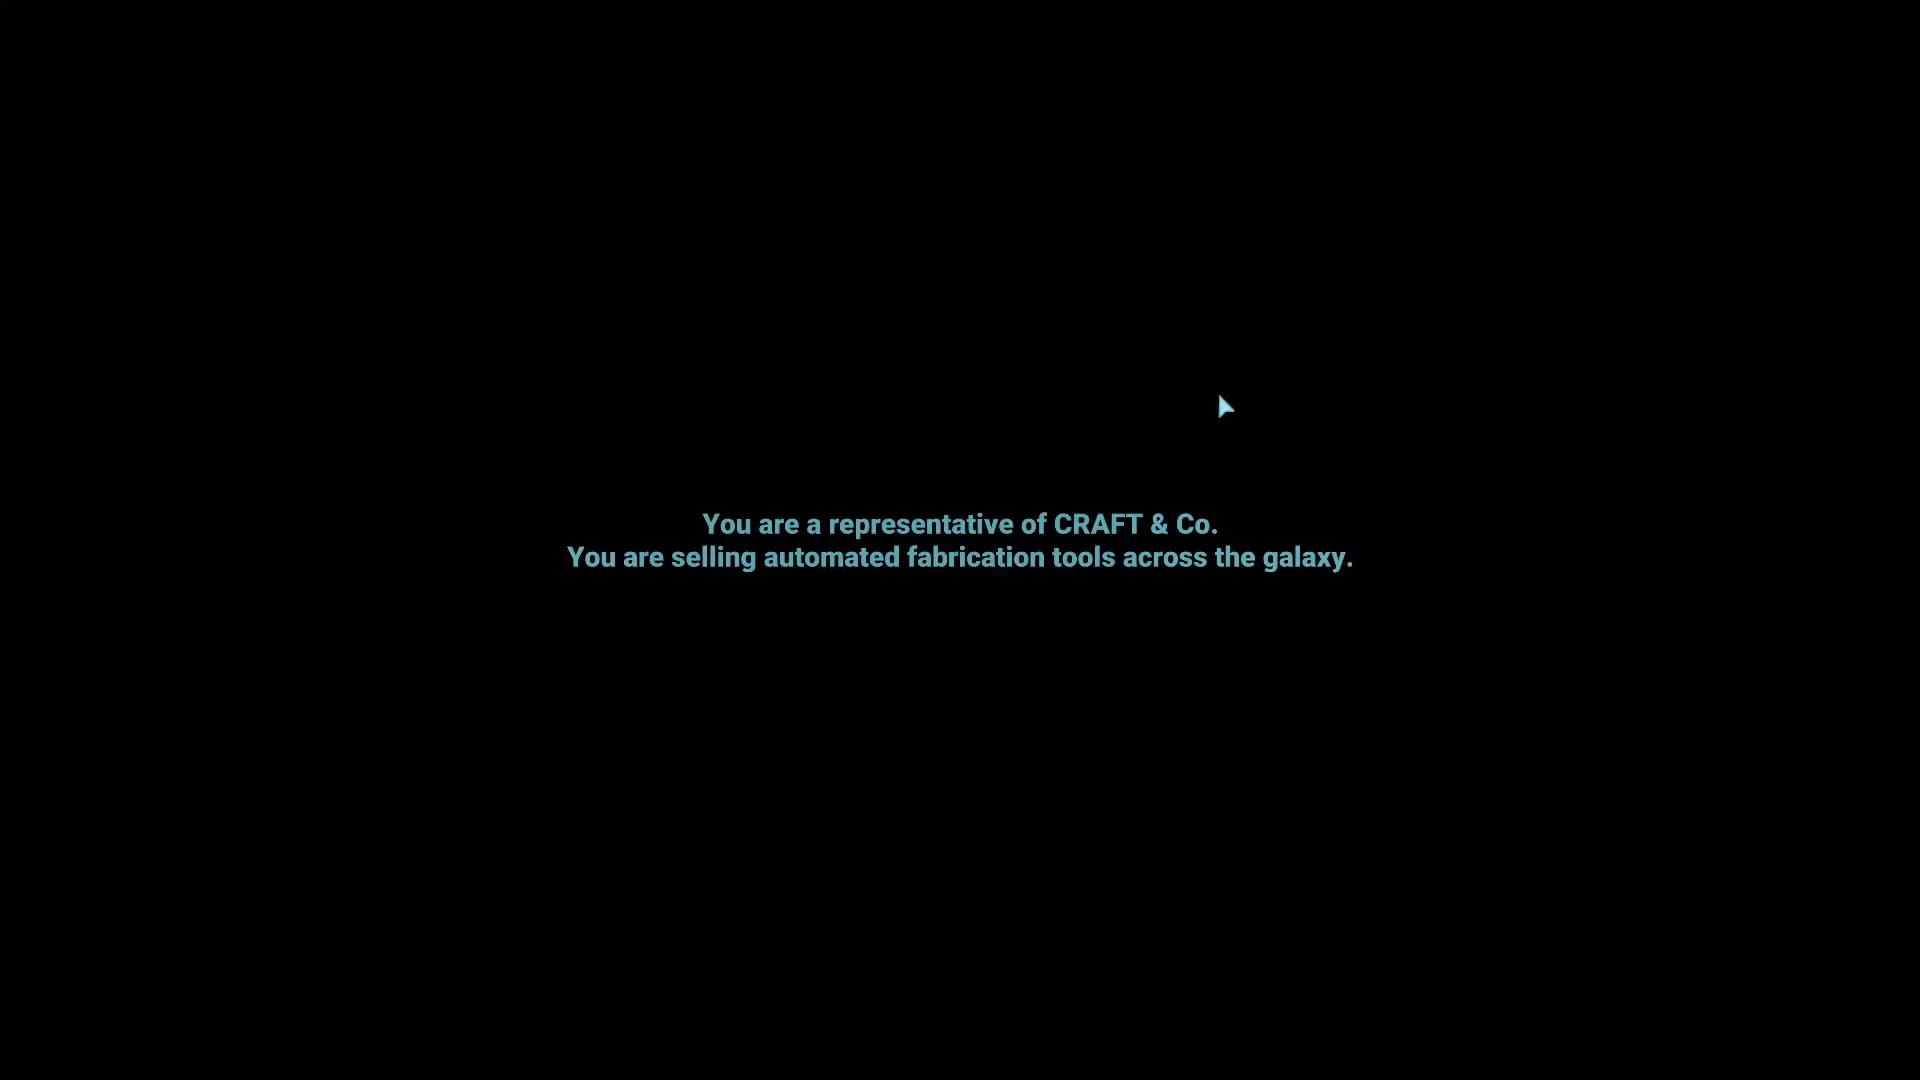 You are a representative of CRAFT & Co.
You are selling automated fabrication tools across the galaxy.